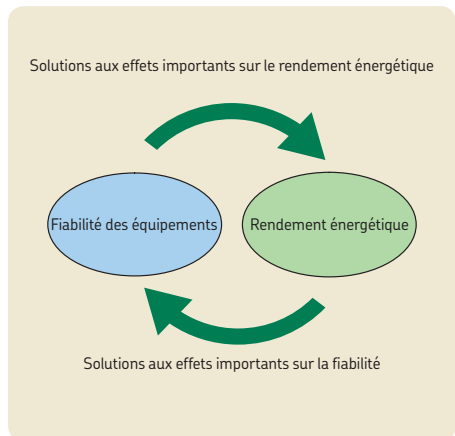 Solutions aux effets importants sur le rendement énergétique
Fiabilité des équipements
Rendement énergétique
Solutions aux effets importants sur la fiabilité